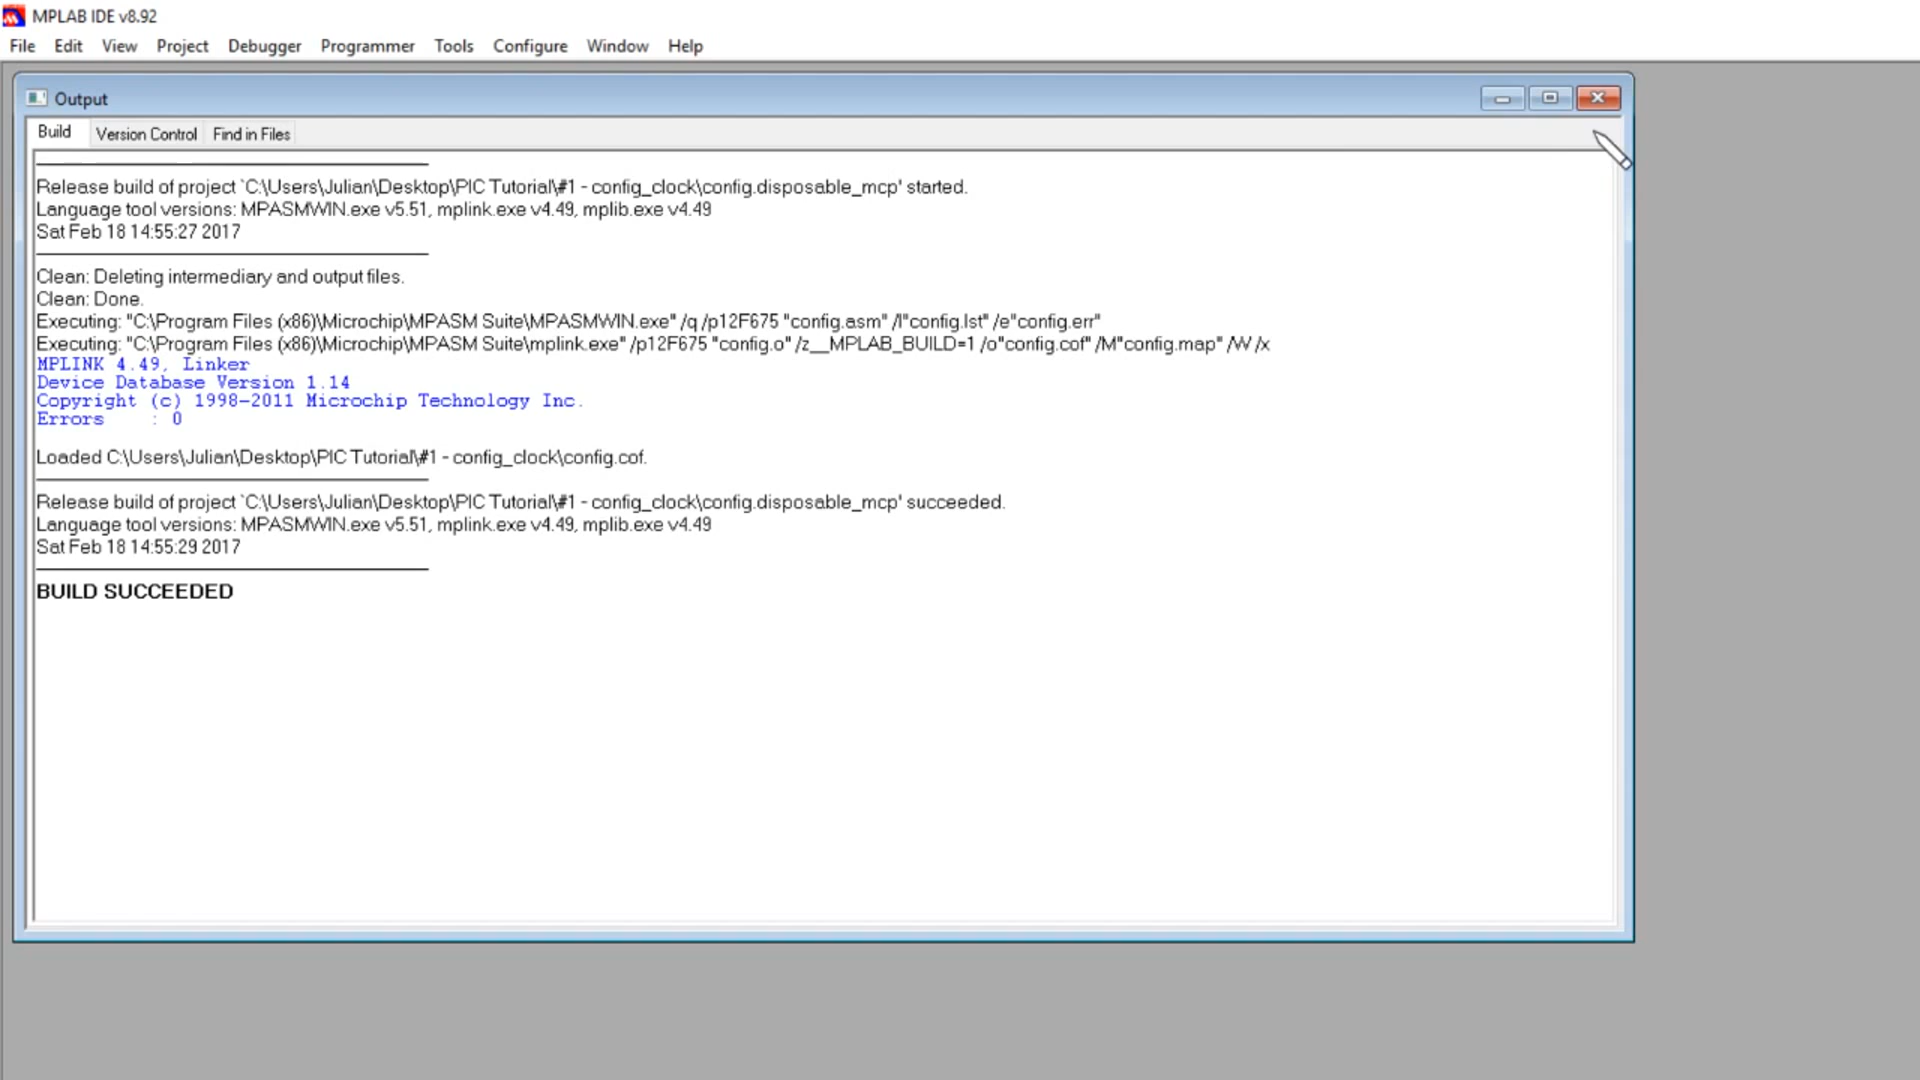 MPLAB IDE v8.92
File Edit View Project Debugger Programmer Tools Configure Window Help
Output
Build Version Control Find in Files
Release build of project `C:\Users\Julian\Desktop\PIC Tutorial\#1 - config_clock\config.disposable_mcp' started.
Language tool versions: MPASMWIN.exe v5.51, mplink.exe v4.49, mplib.exe v4.49
Sat Feb 18 14:55:27 2017
Clean: Deleting intermediary and output files.
Clean: Done.
Executing: "C:\Program Files (x86)\Microchip\MPASM Suite\MPASMWIN.exe" /q /p12F675 "config.asm" /l"config.lst" /e"config.err"
Executing: "C:\Program Files (x86)\Microchip\MPASM Suite\mplink.exe" /p12F675 "config.o" /z__MPLAB_BUILD=1 /o"config.cof" /M"config.map" /W /x
MPLINK 4.49, Linker
Device Database Version 1.14
Copyright (c) 1998-2011 Microchip Technology Inc.
Errors : 0
Loaded C:\Users\Julian\Desktop\PIC Tutorial\#1 - config_clock\config.cof.
Release build of project `C:\Users\Julian\Desktop\PIC Tutorial\#1 - config_clock\config.disposable_mcp' succeeded.
Language tool versions: MPASMWIN.exe v5.51, mplink.exe v4.49, mplib.exe v4.49
Sat Feb 18 14:55:29 2017
BUILD SUCCEEDED